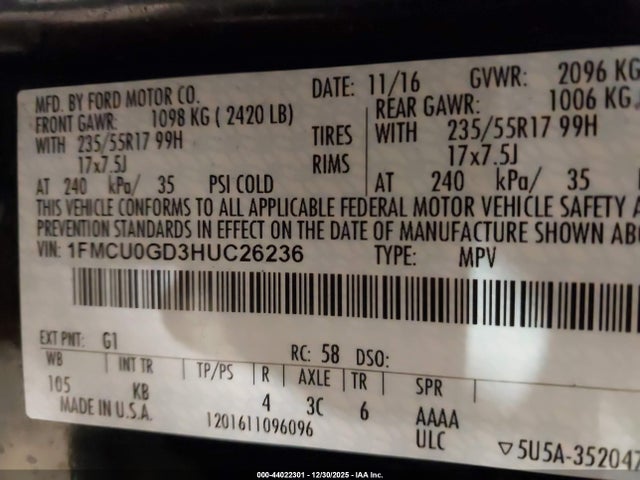 MFD. BY FORD MOTOR CO. DATE: 11/16 GVWR: 2096 KG
FRONT GAWR: 1098 KG ( 2420 LB) REAR GAWR: 1006 KG
WITH 235/55R17 99H TIRES WITH 235/55R17 99H
17x7.5J RIMS 17x7.5J
AT 240 kPa/ 35 PSI COLD AT 240 kPa/ 35
THIS VEHICLE CONFORMS TO ALL APPLICABLE FEDERAL MOTOR VEHICLE SAFETY
PREVENTION STANDARDS IN EFFECT ON THE DATE OF MANUFACTURE SHOWN ABO
VIN: 1FMCU0GD3HUC26236 TYPE: MPV
EXT PNT: G1 RC: 58 DSO:
WB INT TR TP/PS R AXLE TR SPR
105 KB 4 3C 6 AAAA
MADE IN U.S.A. 1201611096096 ULC ▽5U5A-352047
000-44022301 - 12/30/2025 - IAA, Inc.